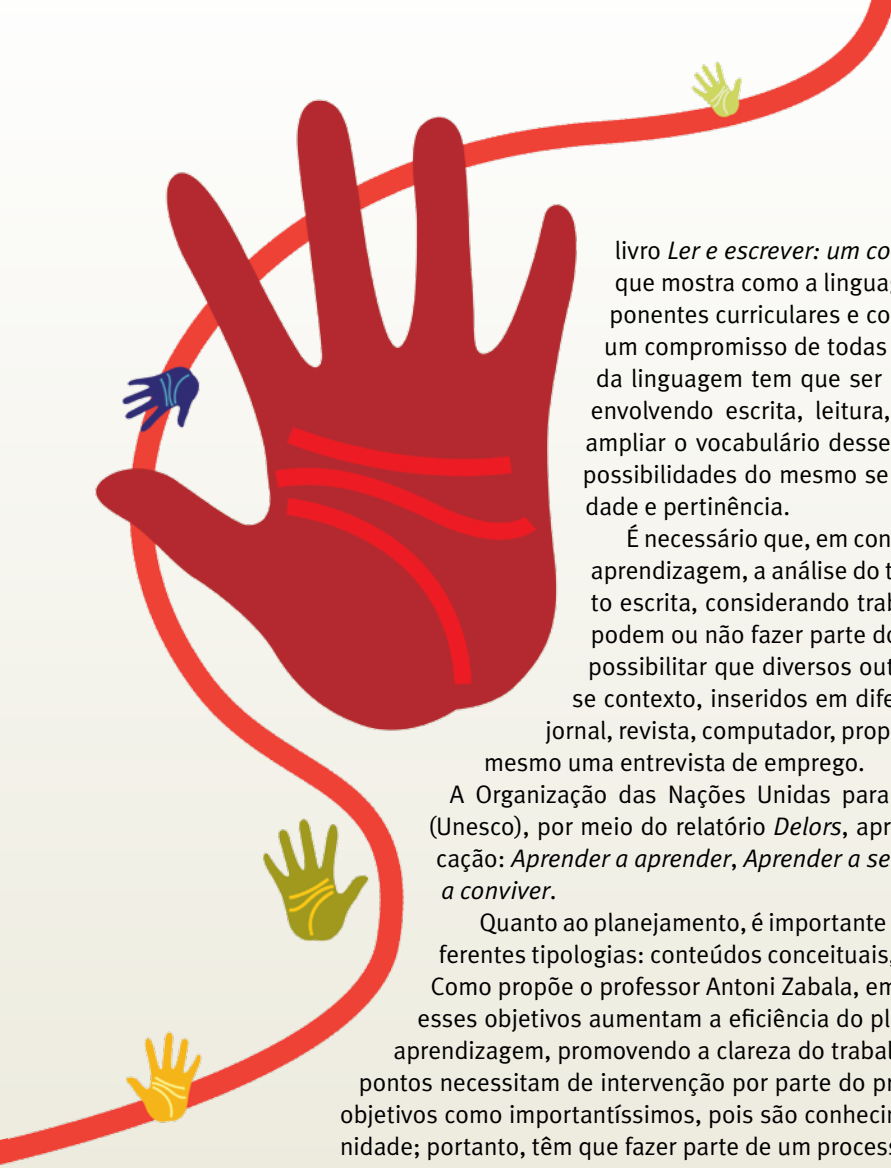 livro Ler e escrever: um co
que mostra como a linguag
ponentes curriculares e co
um compromisso de todas
da linguagem tem que ser
envolvendo escrita, leitura,
ampliar o vocabulário desse
possibilidades do mesmo se
dade e pertinência.
É necessário que, em con
aprendizagem, a análise do t
to escrita, considerando trab
podem ou não fazer parte do
possibilitar que diversos out
se contexto, inseridos em dife
jornal, revista, computador, prop
mesmo uma entrevista de emprego.
A Organização das Nações Unidas para
(Unesco), por meio do relatório Delors, apr
cação: Aprender a aprender, Aprender a se
a conviver.
Quanto ao planejamento, é importante
ferentes tipologias: conteúdos conceituais,
Como propõe o professor Antoni Zabala, em
esses objetivos aumentam a eficiência do pl
aprendizagem, promovendo a clareza do trabal
pontos necessitam de intervenção por parte do pr
objetivos como importantíssimos, pois são conhecin
nidade; portanto, têm que fazer parte de um process